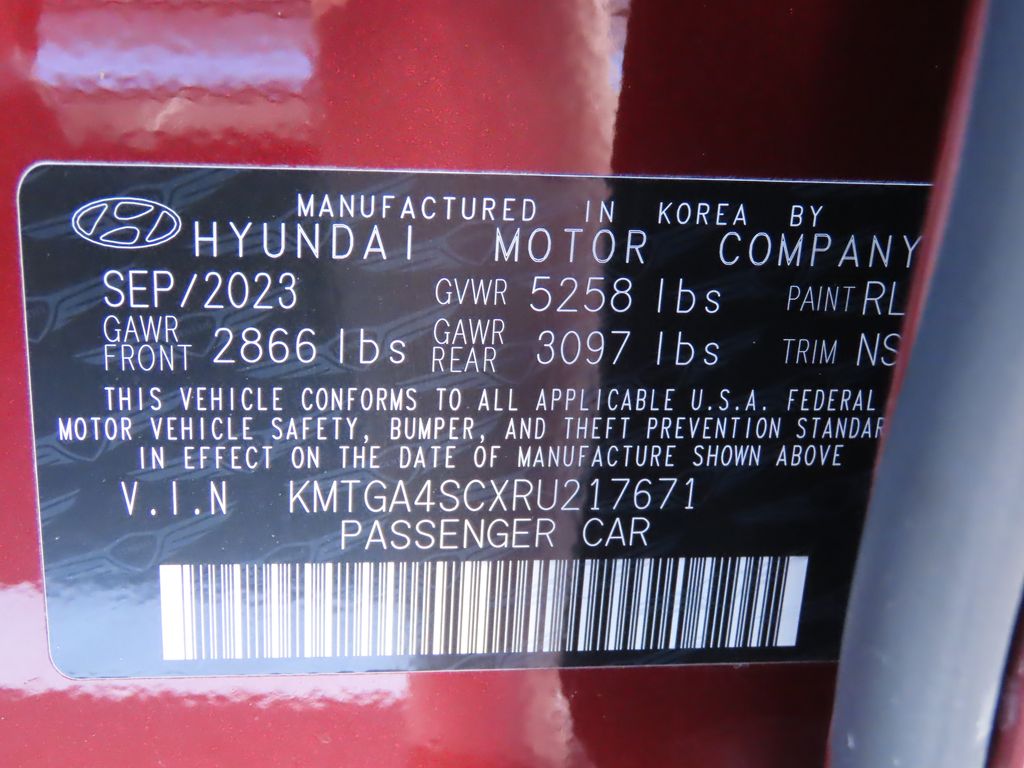 MANUFACTURED IN KOREA BY
HYUNDAI MOTOR COMPANY
SEP/2023 GVWR 5258 lbs PAINT RL
GAWR FRONT 2866 lbs GAWR REAR 3097 lbs TRIM NS
THIS VEHICLE CONFORMS TO ALL APPLICABLE U.S.A. FEDERAL
MOTOR VEHICLE SAFETY, BUMPER, AND THEFT PREVENTION STANDAR
IN EFFECT ON THE DATE OF MANUFACTURE SHOWN ABOVE
V.I.N KMTGA4SCXRU217671
PASSENGER CAR